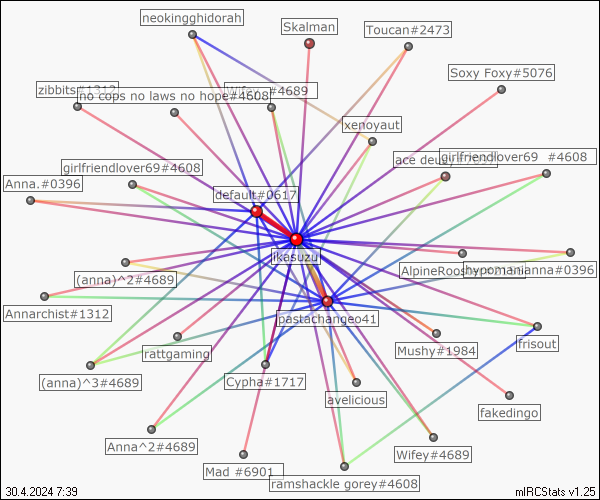 neokingghidorah
Skalman
Toucan#2473
Soxy Foxy#5076
zibbits#1312
Wifey_ #4689
no cops no laws no hope#4608
xenoyaut
ace deu
girlfriendlover69 #4608
girlfriendlover69#4608
Anna.#0396
default#0617
ikasuzu
AlpineRoos
hypomanianna#0396
(anna)^2#4689
Annarchist#1312
pastachangeo41
rattgaming
Mushy#1984
frisout
(anna)^3#4689
Cypha#1717
avelicious
fakedingo
Anna^2#4689
Wifey#4689
Mad #6901
ramshackle gorey#4608
30.4.2024 7:39
mIRCStats v1.25